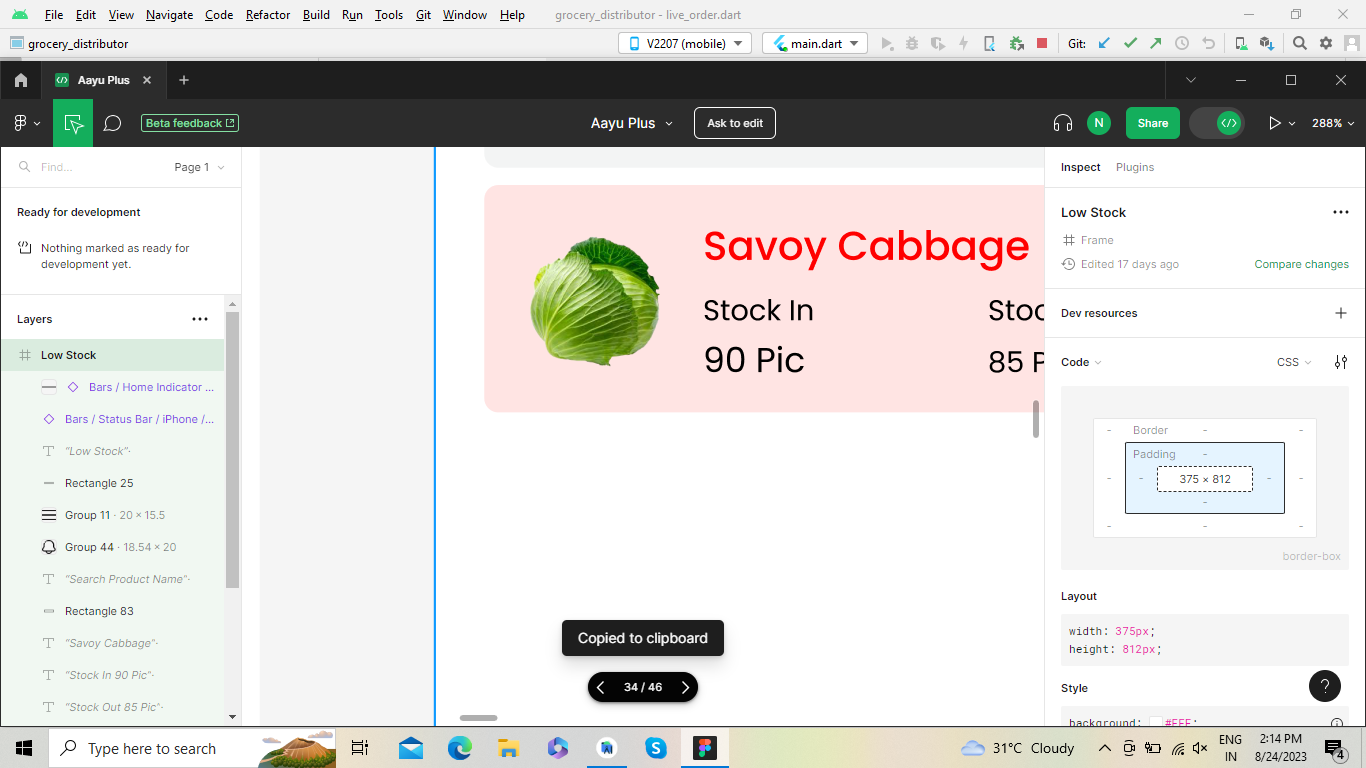 File Edit View Navigate Code Refactor Build Run Tools Git Window Help grocery_distributor - live_order.dart
grocery_distributor V2207 (mobile) main.dart Git:
Aayu Plus
Beta feedback Aayu Plus Ask to edit N Share 288%
Find... Page 1
Ready for development
Nothing marked as ready for
development yet.
Layers
Low Stock
Bars / Home Indicator ...
Bars / Status Bar / iPhone /...
"Low Stock"·
Rectangle 25
Group 11 · 20 × 15.5
Group 44 · 18.54 × 20
"Search Product Name"·
Rectangle 83
"Savoy Cabbage"·
"Stock In 90 Pic"·
"Stock Out 85 Pic"·
Savoy Cabbage
Stock In Stoc
90 Pic 85 P
Copied to clipboard
34 / 46
Inspect Plugins
Low Stock
Frame
Edited 17 days ago Compare changes
Dev resources
Code CSS
- Border - -
Padding -
- - 375 × 812 - -
-
- - -
border-box
Layout
width: 375px;
height: 812px;
Style
background: #FFF;
?
Type here to search 31°C Cloudy ENG 2:14 PM
IN 8/24/2023 4